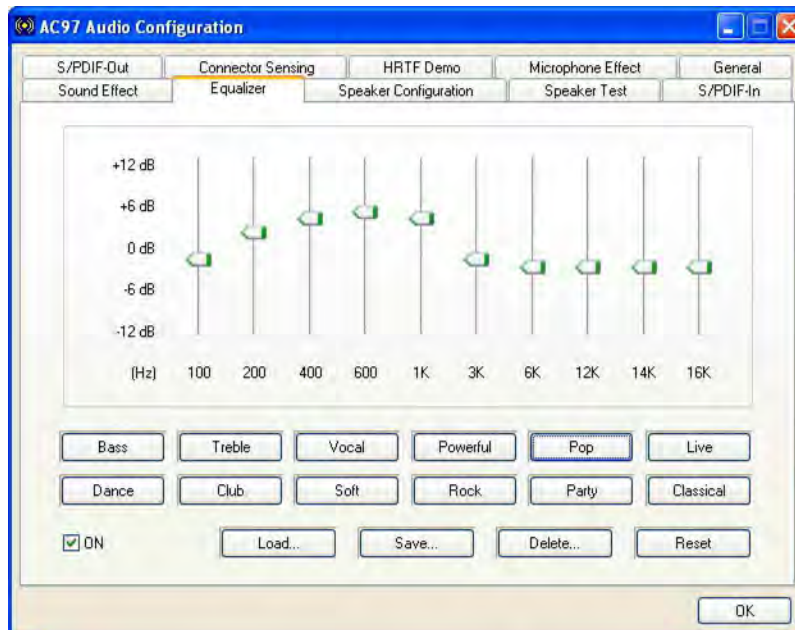 AC97 Audio Configuration
S/PDIF-Out Connector Sensing HRTF Demo Microphone Effect General
Sound Effect Equalizer Speaker Configuration Speaker Test S/PDIF-In
+12 dB
+6 dB
0 dB
-6 dB
-12 dB
(Hz) 100 200 400 600 1K 3K 6K 12K 14K 16K
Bass Treble Vocal Powerful Pop Live
Dance Club Soft Rock Party Classical
ON Load... Save... Delete... Reset
OK